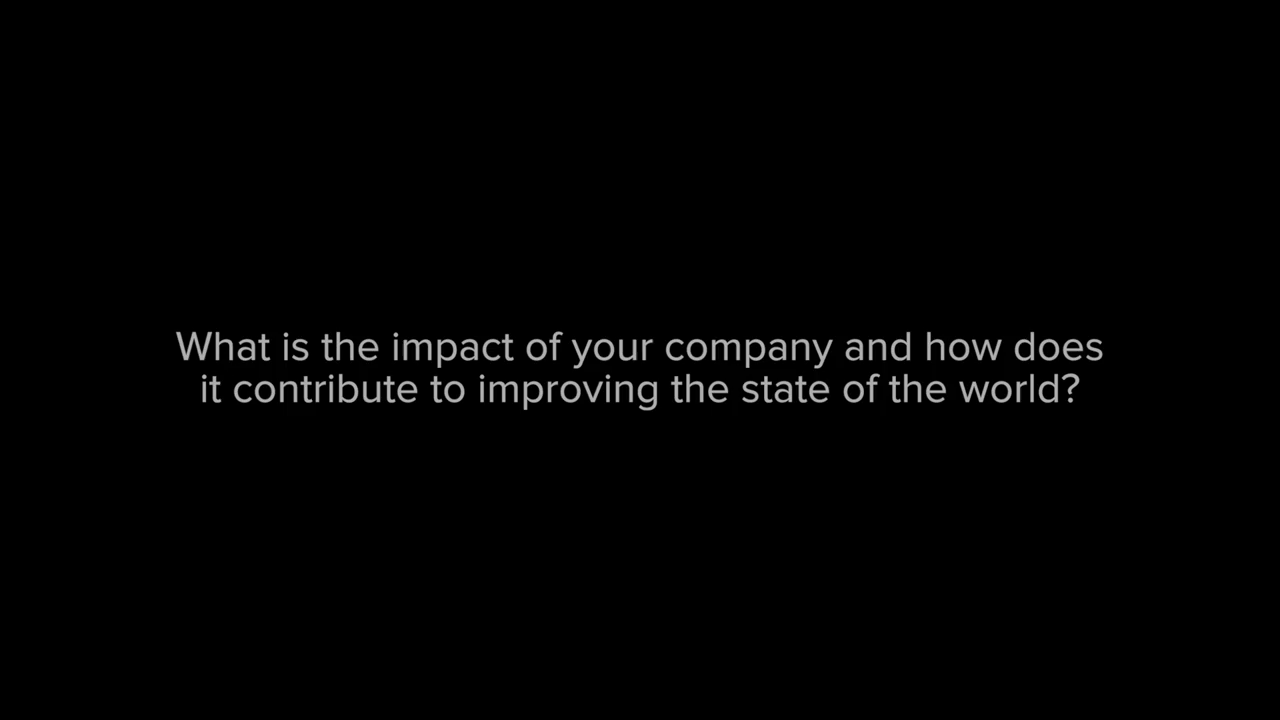 What is the impact of your company and how does
it contribute to improving the state of the world?